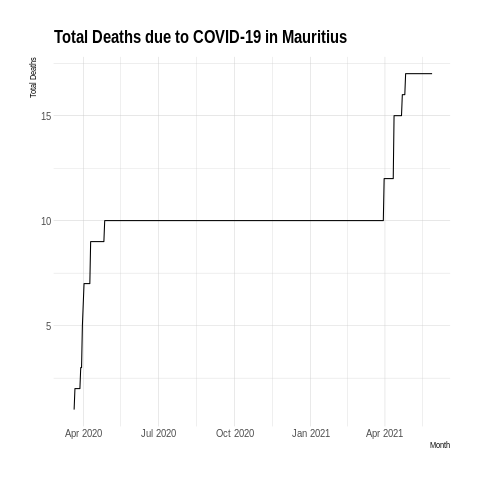 Total Deaths due to COVID-19 in Mauritius
Total Deaths
15
10
5
Apr 2020 Jul 2020 Oct 2020 Jan 2021 Apr 2021
Month